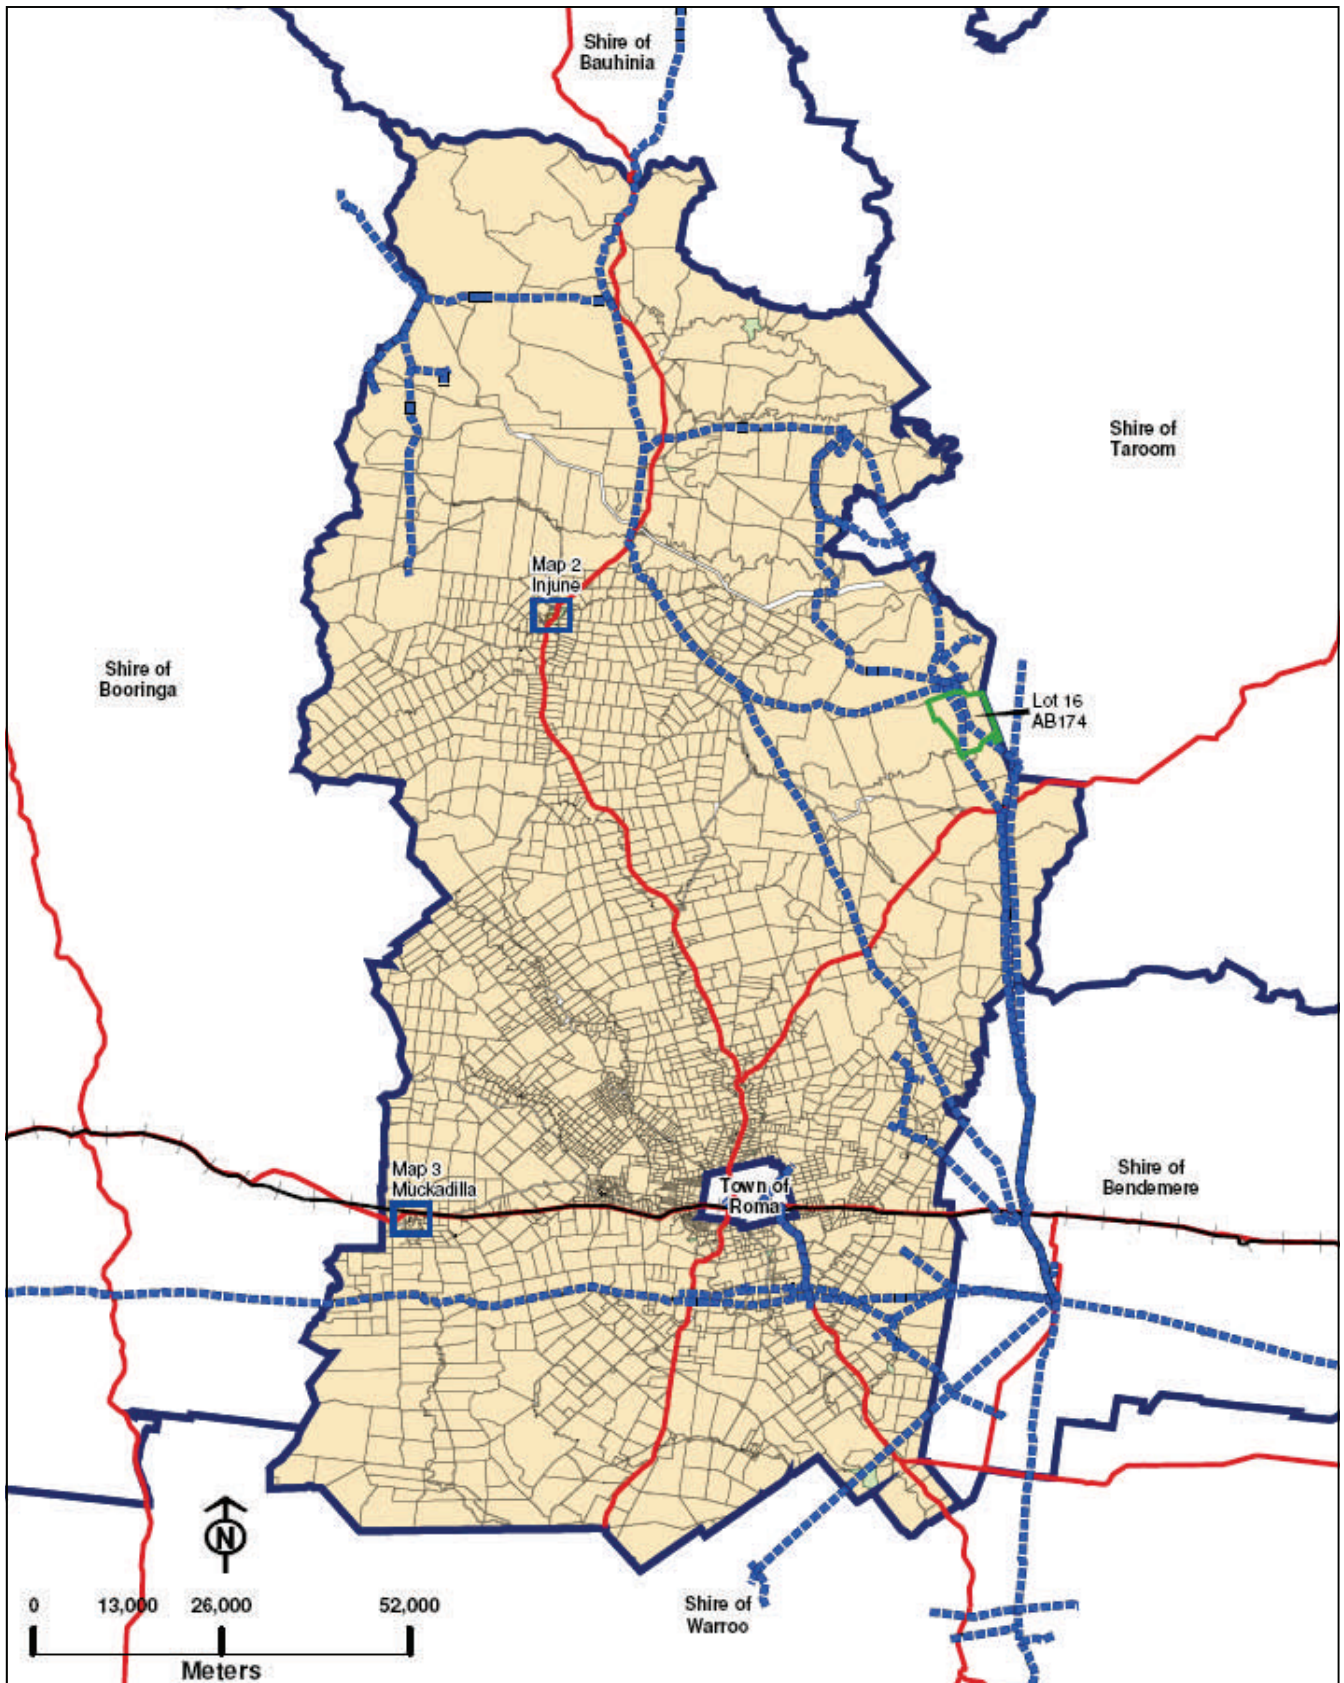 Shire of
Bauhinia
Shire of
Taroom
Map 2
Injune
Shire of
Booringa
Lot 16
AB174
Map 3
Muckadilla
Town of
Roma
Shire of
Bendemere
N
0 13,000 26,000 52,000
Meters
Shire of
Warroo